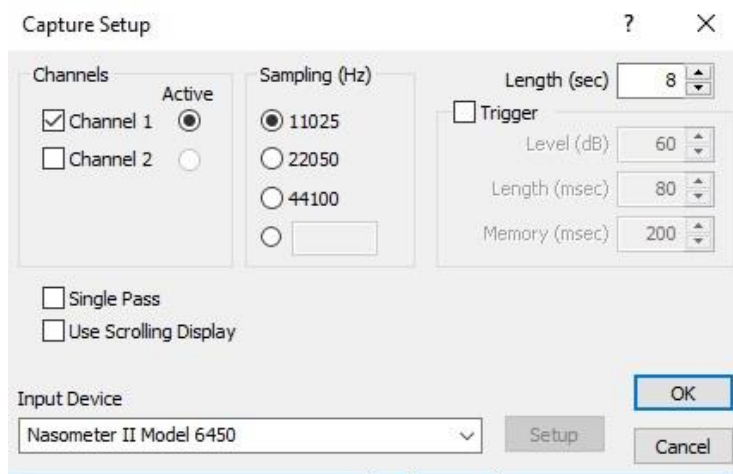 Capture Setup ? X
Channels
Active
Channel 1
Channel 2
Sampling (Hz)
11025
22050
44100
Length (sec) 8
Trigger
Level (dB) 60
Length (msec) 80
Memory (msec) 200
Single Pass
Use Scrolling Display
Input Device
Nasometer II Model 6450
Setup
OK
Cancel